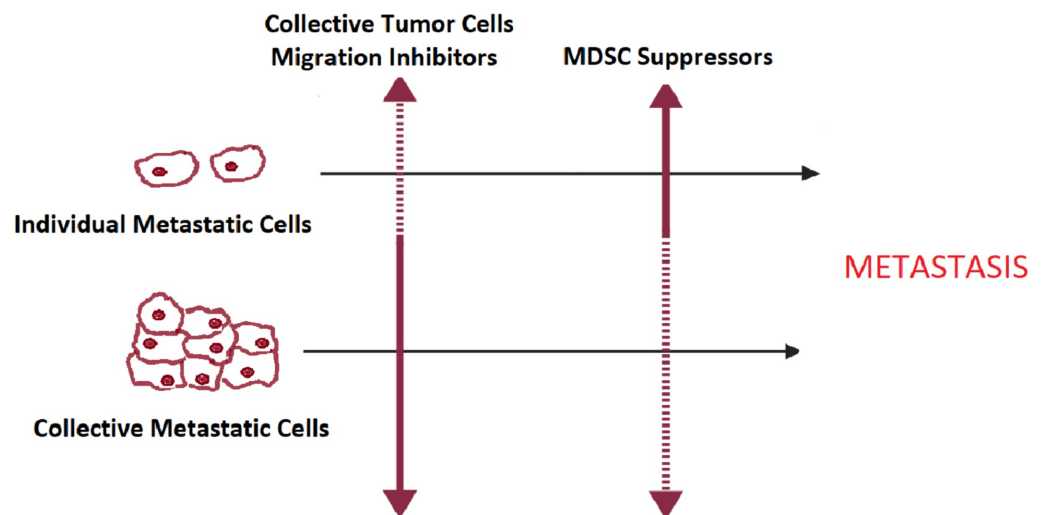 Collective Tumor Cells
Migration Inhibitors
MDSC Suppressors
Individual Metastatic Cells
METASTASIS
Collective Metastatic Cells